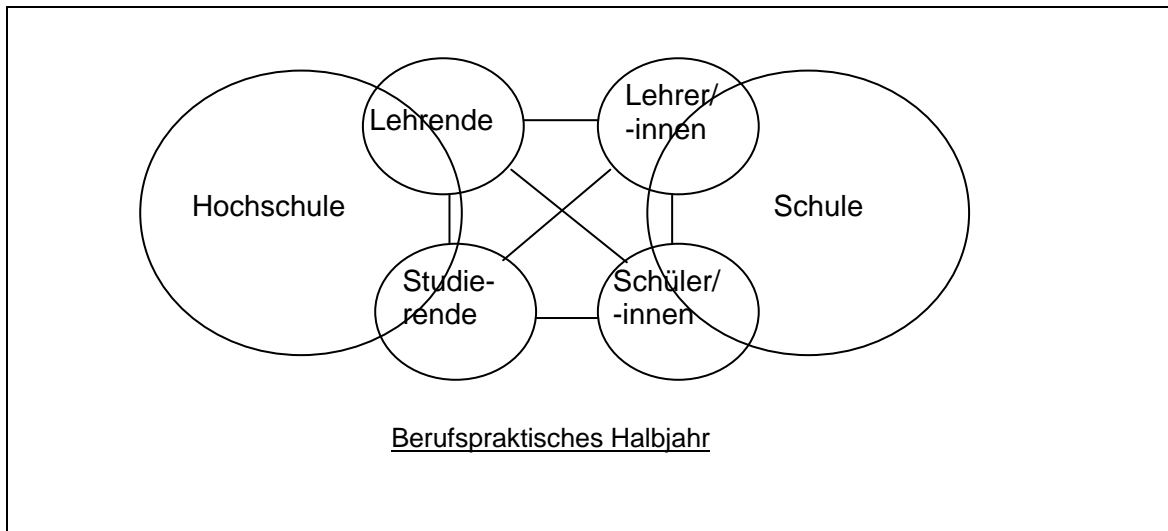 Lehrende
Lehrer/
-innen
Hochschule
Schule
Studie-
rende
Schüler/
-innen
Berufspraktisches Halbjahr